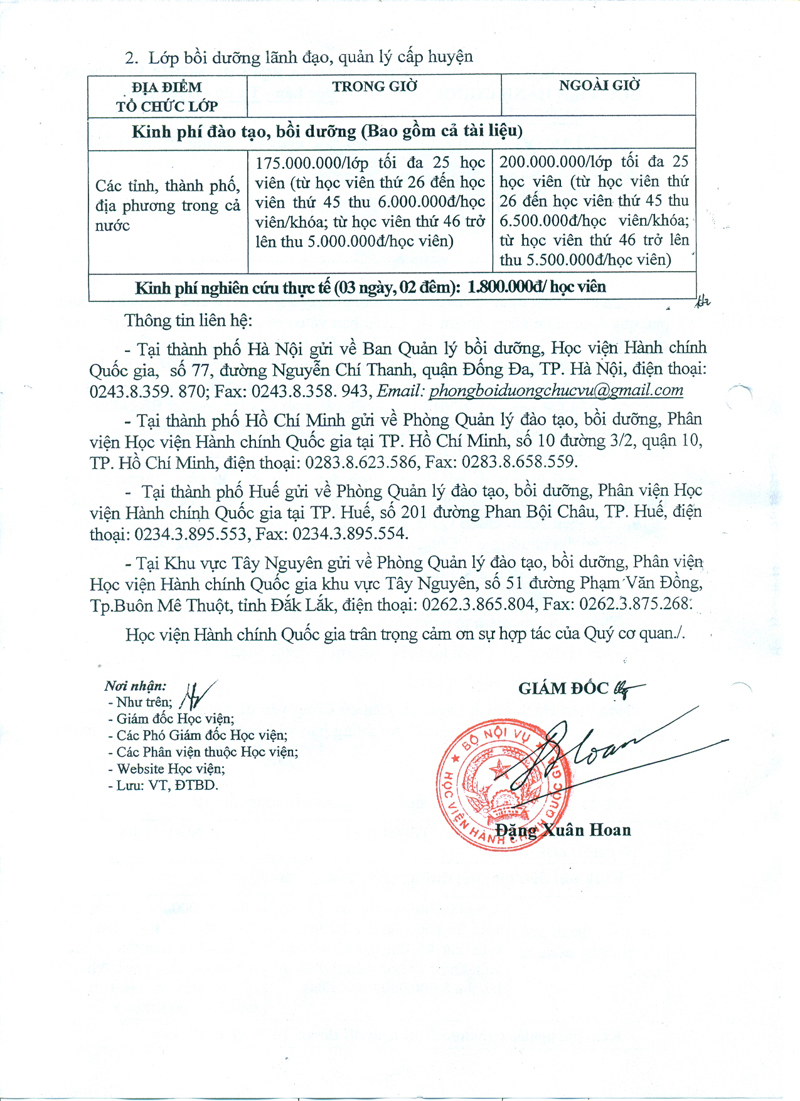 2. Lớp bồi dưỡng lãnh đạo, quản lý cấp huyện
ĐỊA ĐIỂM
TỔ CHỨC LỚP
TRONG GIỜ
NGOÀI GIỜ
Kinh phí đào tạo, bồi dưỡng (Bao gồm cả tài liệu)
Các tỉnh, thành phố,
địa phương trong cả
nước
175.000.000/lớp tối đa 25 học
viên (từ học viên thứ 26 đến học
viên thứ 45 thu 6.000.000đ/học
viên/khóa; từ học viên thứ 46 trở
lên thu 5.000.000đ/học viên)
200.000.000/lớp tối đa 25
học viên (từ học viên thứ
26 đến học viên thứ 45 thu
6.500.000đ/học viên/khóa;
từ học viên thứ 46 trở lên
thu 5.500.000đ/học viên)
Kinh phí nghiên cứu thực tế (03 ngày, 02 đêm): 1.800.000đ/ học viên
Thông tin liên hệ:
- Tại thành phố Hà Nội gửi về Ban Quản lý bồi dưỡng, Học viện Hành chính
Quốc gia, số 77, đường Nguyễn Chí Thanh, quận Đống Đa, TP. Hà Nội, điện thoại:
0243.8.359. 870; Fax: 0243.8.358. 943, Email: phongboiduongchucvu@gmail.com
- Tại thành phố Hồ Chí Minh gửi về Phòng Quản lý đào tạo, bồi dưỡng, Phân
viện Học viện Hành chính Quốc gia tại TP. Hồ Chí Minh, số 10 đường 3/2, quận 10,
TP. Hồ Chí Minh, điện thoại: 0283.8.623.586, Fax: 0283.8.658.559.
- Tại thành phố Huế gửi về Phòng Quản lý đào tạo, bồi dưỡng, Phân viện Học
viện Hành chính Quốc gia tại TP. Huế, số 201 đường Phan Bội Châu, TP. Huế, điện
thoại: 0234.3.895.553, Fax: 0234.3.895.554.
- Tại Khu vực Tây Nguyên gửi về Phòng Quản lý đào tạo, bồi dưỡng, Phân viện
Học viện Hành chính Quốc gia khu vực Tây Nguyên, số 51 đường Phạm Văn Đồng,
Tp.Buôn Mê Thuột, tỉnh Đắk Lắk, điện thoại: 0262.3.865.804, Fax: 0262.3.875.268.
Học viện Hành chính Quốc gia trân trọng cảm ơn sự hợp tác của Quý cơ quan./.
Nơi nhận:
- Như trên;
- Giám đốc Học viện;
- Các Phó Giám đốc Học viện;
- Các Phân viện thuộc Học viện;
- Website Học viện;
- Lưu: VT, ĐTBD.
GIÁM ĐỐC
BỘ NỘI VỤ
HỌC VIỆN HÀNH CHÍNH QUỐC GIA
Đặng Xuân Hoan